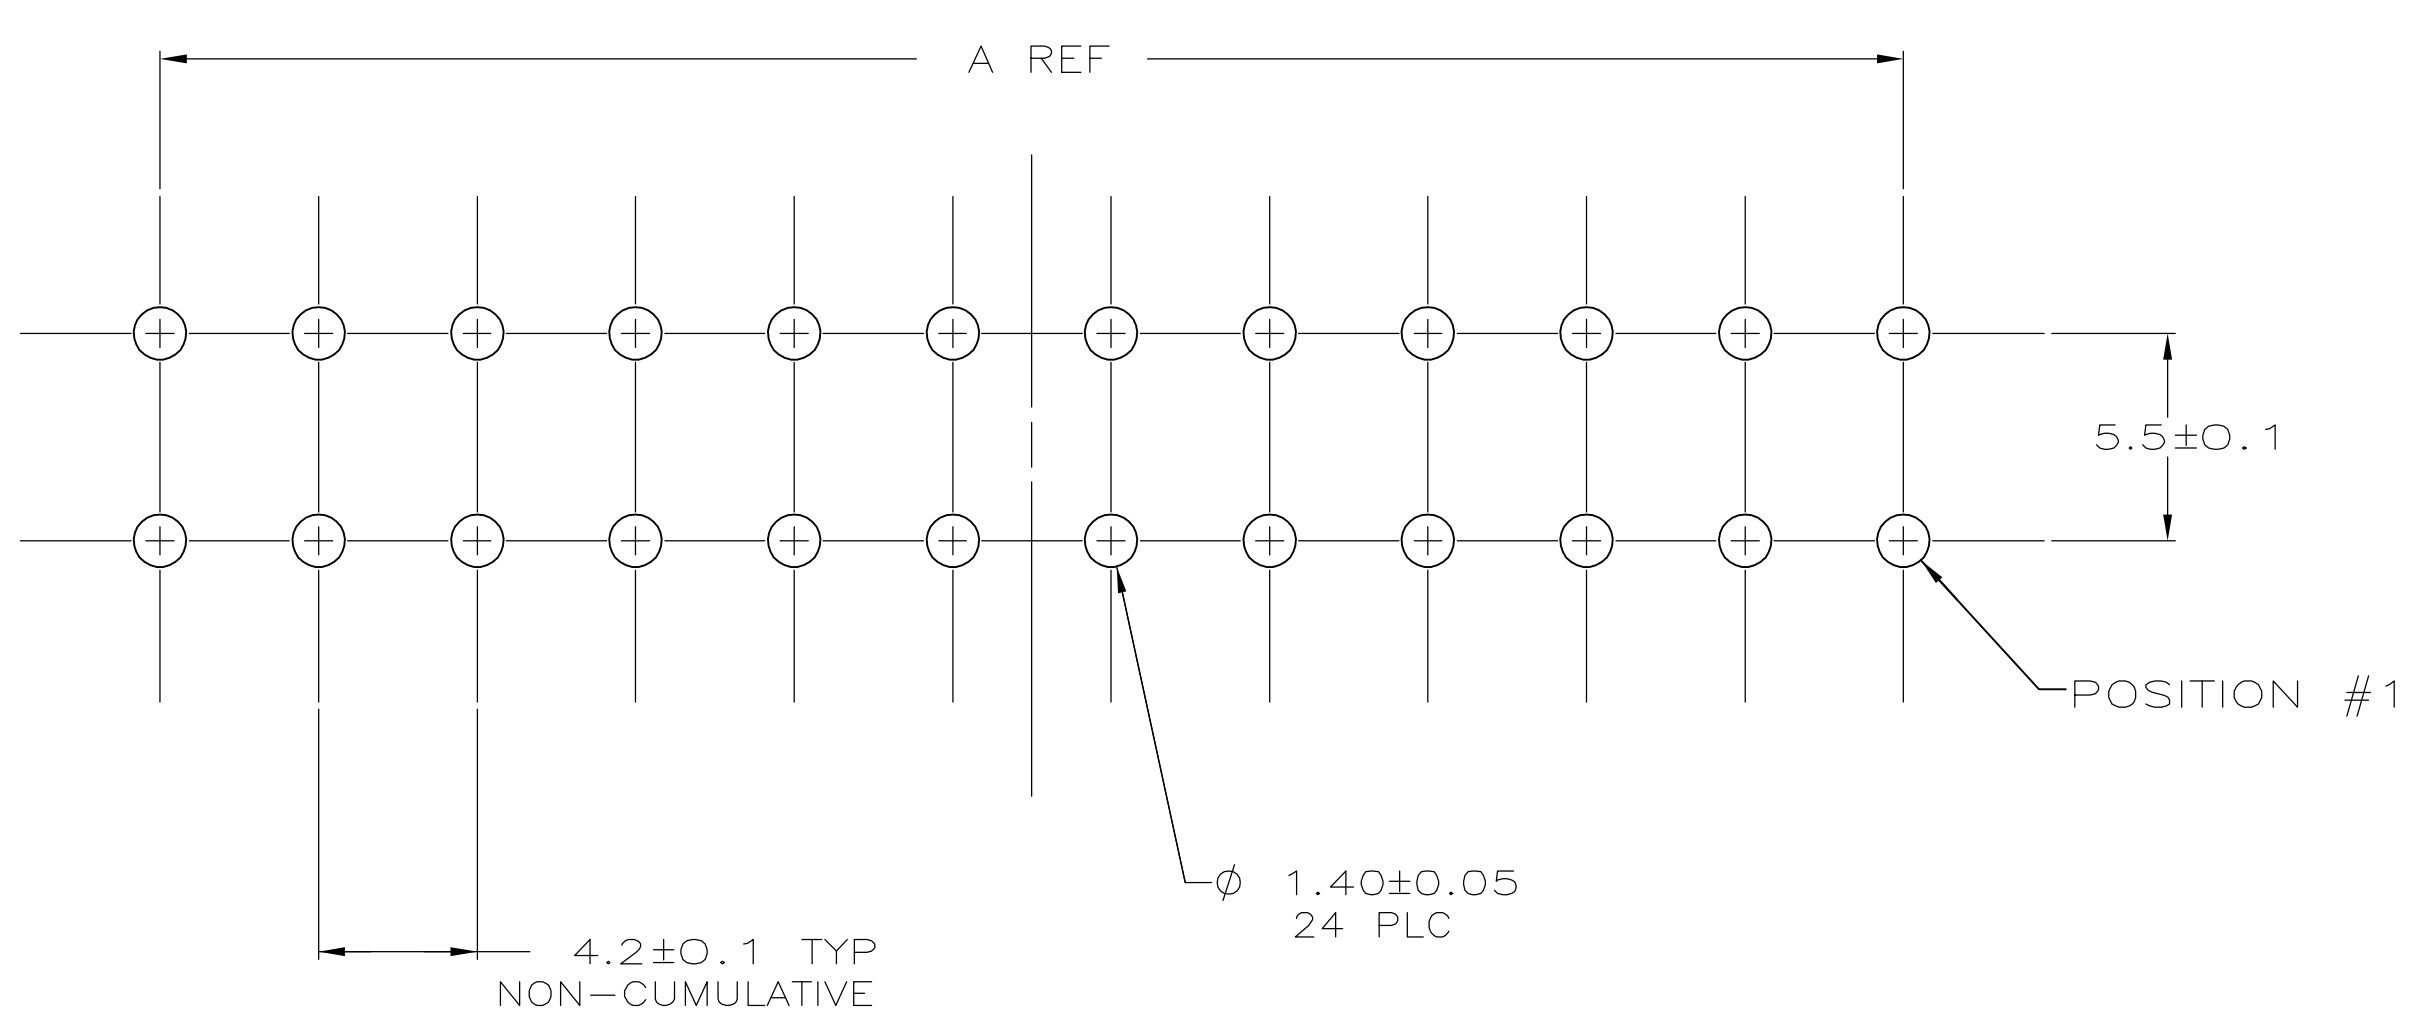 A REF
5.5±0.1
POSITION #1
ϕ 1.40±0.05
24 PLC
4.2±0.1 TYP
NON-CUMULATIVE